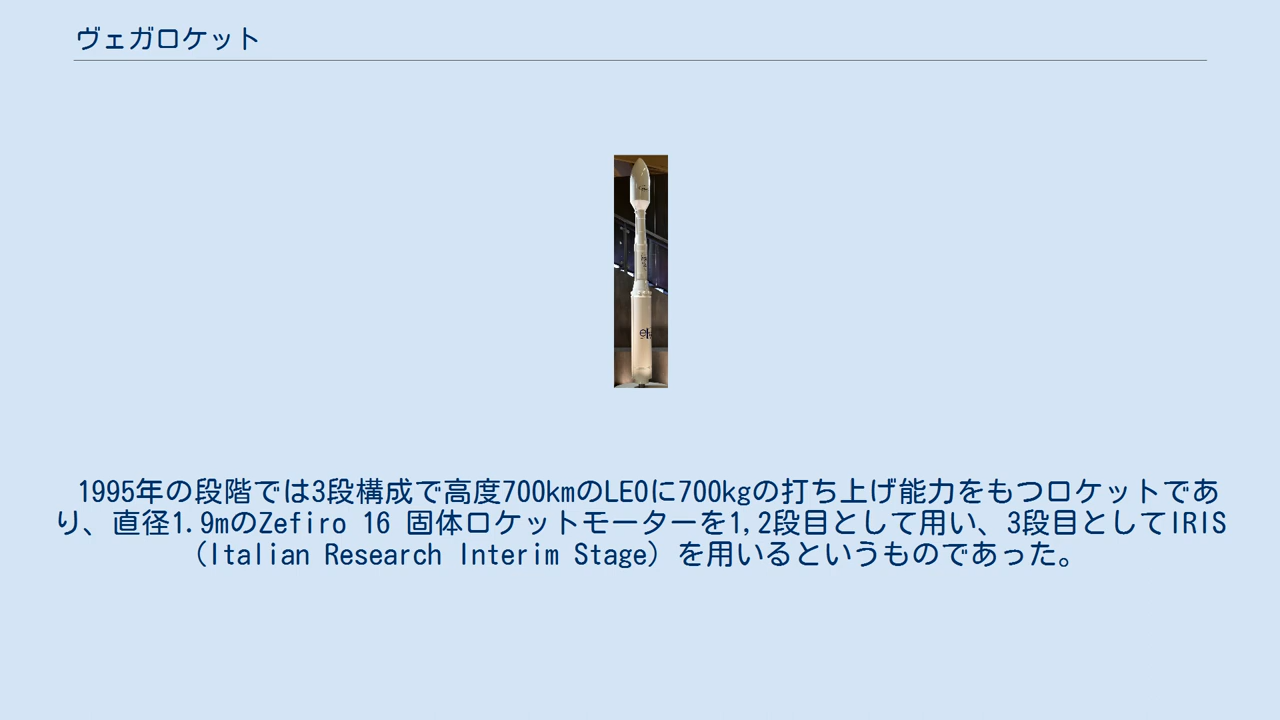 ヴェガロケット
1995年の段階では3段構成で高度700kmのLEOに700kgの打ち上げ能力をもつロケットであ
り、直径1.9mのZefiro 16 固体ロケットモーターを1,2段目として用い、3段目としてIRIS
（Italian Research Interim Stage）を用いるというものであった。